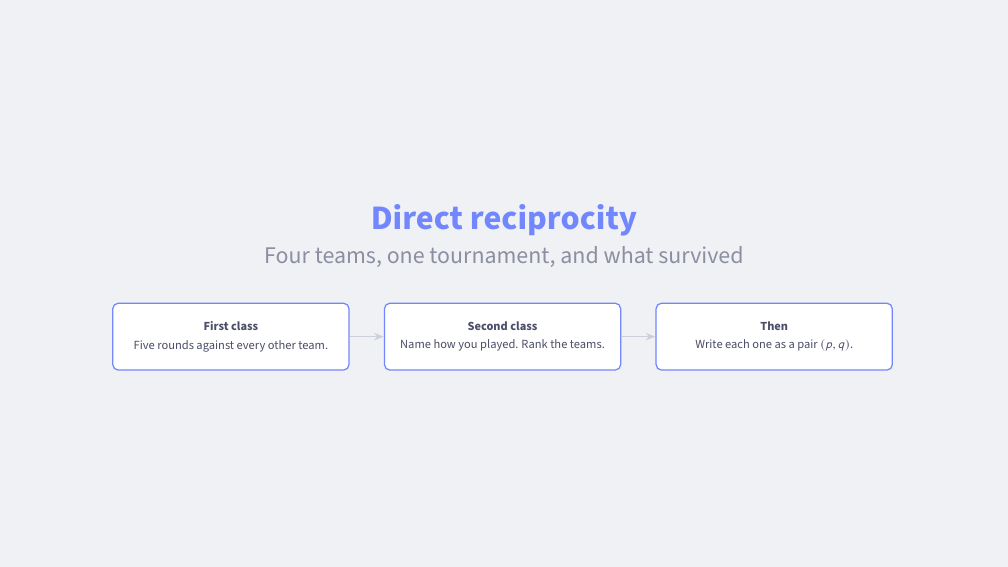 Direct reciprocity
Four teams, one tournament, and what survived
First class
Five rounds against every other team.
Second class
Name how you played. Rank the teams.
Then
Write each one as a pair (p, q).